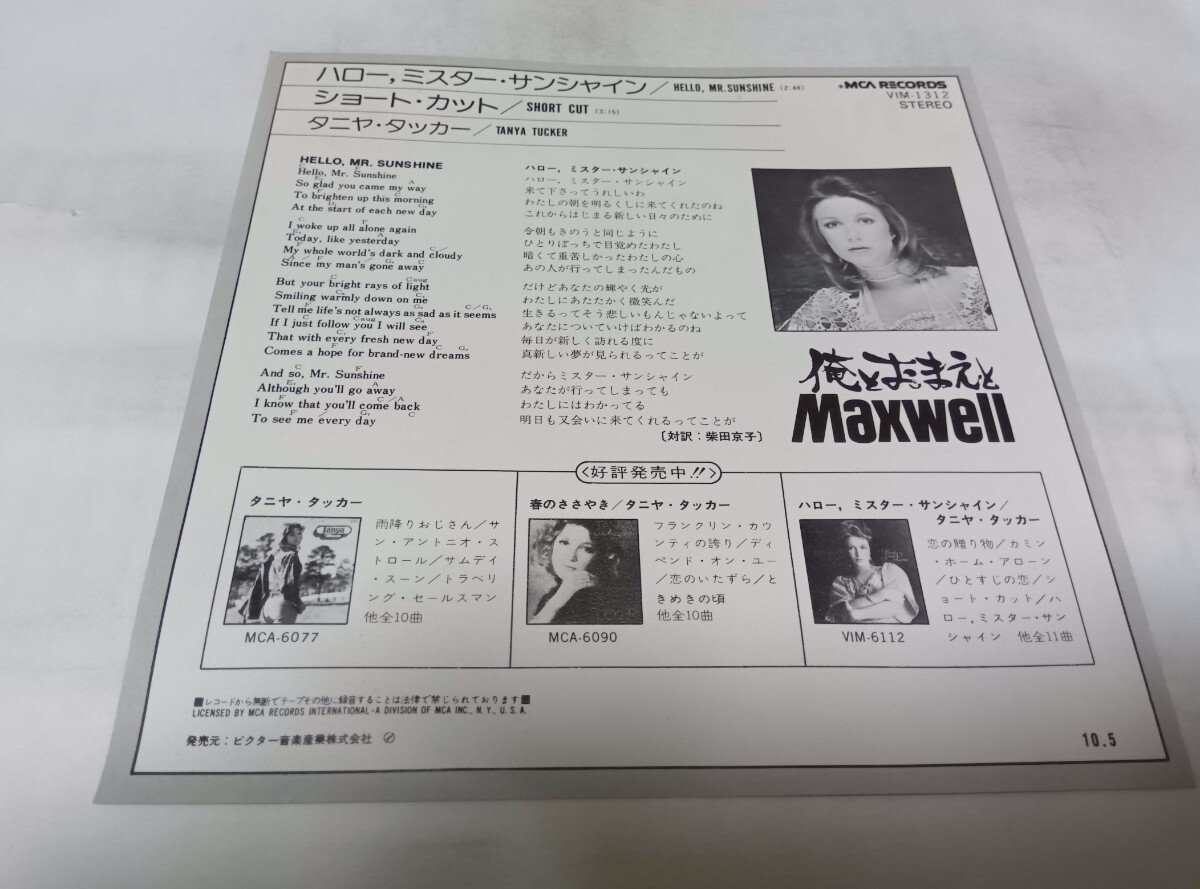 ハロー,ミスター・サンシャイン/HELLO, MR. SUNSHINE (2:44)
ショート・カット/SHORT CUT (3:15)
タニヤ・タッカー/TANYA TUCKER
MCA RECORDS
VIM-1312
STEREO
HELLO, MR. SUNSHINE
Hello, Mr. Sunshine
So glad you came my way
To brighten up this morning
At the start of each new day
I woke up all alone again
Today, like yesterday
My whole world's dark and cloudy
Since my man's gone away
But your bright rays of light
Smiling warmly down on me
Tell me life's not always as sad as it seems
If I just follow you I will see
That with every fresh new day
Comes a hope for brand-new dreams
And so, Mr. Sunshine
Although you'll go away
I know that you'll come back
To see me every day
ハロー, ミスター・サンシャイン
ハロー, ミスター・サンシャイン
来て下さってうれしいわ
わたしの朝を明るくしに来てくれたのね
これからはじまる新しい日々のために
今朝もきのうと同じように
ひとりぼっちで目覚めたわたし
暗くて重苦しかったわたしの心
あの人が行ってしまったんだもの
だけどあなたの輝やく光が
わたしにあたたかく微笑んだ
生きるってそう悲しいもんじゃないよって
あなたについていけばわかるのね
毎日が新しく訪れる度に
真新しい夢が見られるってことが
だからミスター・サンシャイン
あなたが行ってしまっても
わたしにはわかってる
明日も又会いに来てくれるってことが
〔対訳:柴田京子〕
俺とおまえと
Maxwell
〈好評発売中!!〉
タニヤ・タッカー
雨降りおじさん/サ
ン・アントニオ・ス
トロール/サムデイ
・スーン/トラベリ
ング・セールスマン
他全10曲
MCA-6077
春のささやき/タニヤ・タッカー
フランクリン・カウ
ンティの誇り/ディ
ペンド・オン・ユー
/恋のいたずら/と
きめきの頃
他全10曲
MCA-6090
ハロー, ミスター・サンシャイン/
タニヤ・タッカー
恋の贈り物/カミン
・ホーム・アローン
/ひとすじの恋/シ
ョート・カット/ハ
ロー,ミスター・サン
シャイン 他全11曲
VIM-6112
■レコードから無断でテープその他に録音することは法律で禁じられております■
LICENSED BY MCA RECORDS INTERNATIONAL・A DIVISION OF MCA INC., N. Y., U. S. A.
発売元:ビクター音楽産業株式会社
10.5